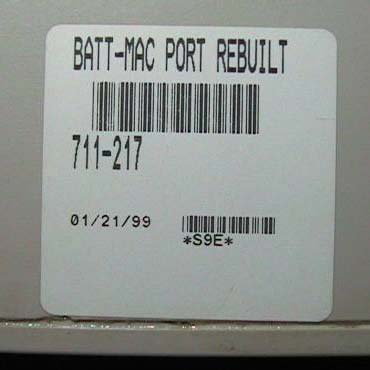 BATT-MAC PORT REBUILT
711-217
01/21/99
*S9E*